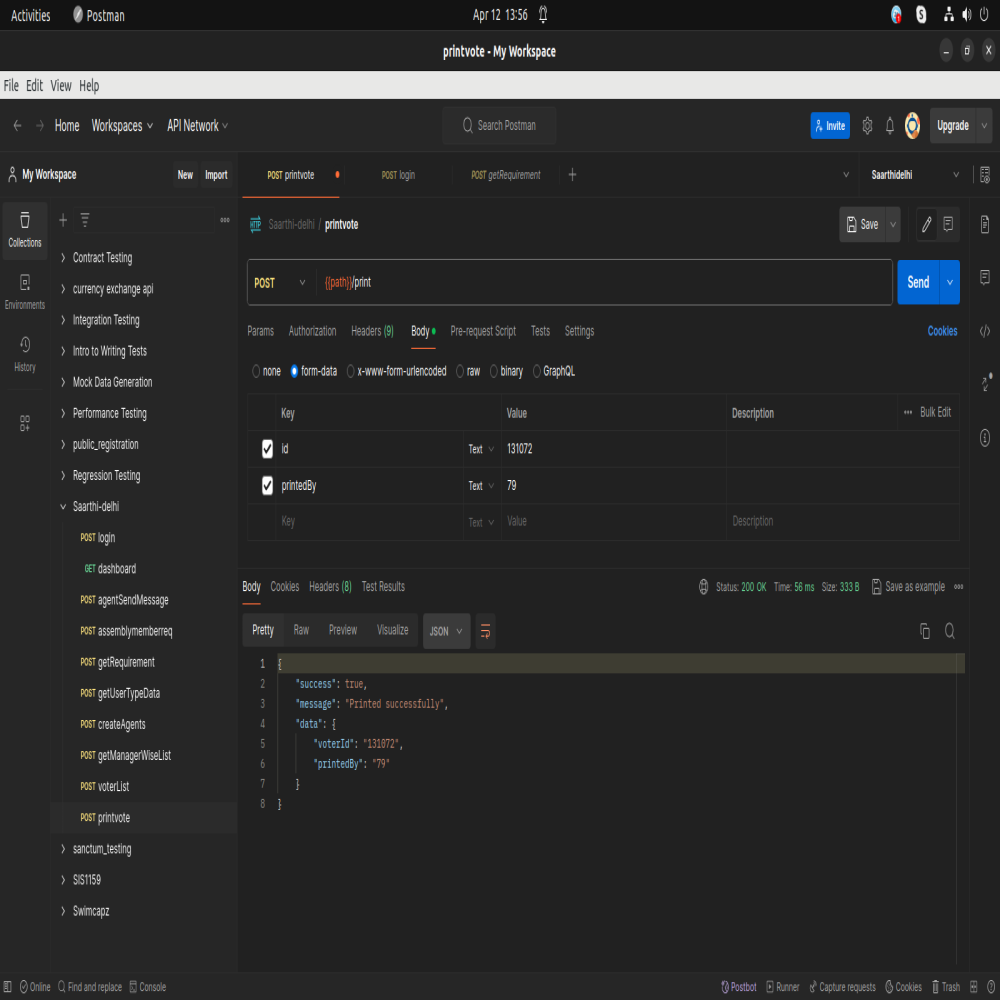 Activities Postman Apr 12 13:56
printvote - My Workspace
File Edit View Help
Home Workspaces API Network Search Postman Invite Upgrade
My Workspace New Import POST printvote POST login POST getRequirement Saarthidelhi
Collections
Environments
History
Contract Testing
currency exchange api
Integration Testing
Intro to Writing Tests
Mock Data Generation
Performance Testing
public_registration
Regression Testing
Saarthi-delhi
POST login
GET dashboard
POST agentSendMessage
POST assemblymemberreq
POST getRequirement
POST getUserTypeData
POST createAgents
POST getManagerWiseList
POST voterList
POST printvote
sanctum_testing
SIS1159
Swimcapz
HTTP Saarthi-delhi / printvote Save
POST {{path}}/print Send
Params Authorization Headers (9) Body Pre-request Script Tests Settings Cookies
none form-data x-www-form-urlencoded raw binary GraphQL
Key Value Description Bulk Edit
id Text 131072
printedBy Text 79
Key Text Value Description
Body Cookies Headers (8) Test Results Status: 200 OK Time: 56 ms Size: 333 B Save as example
Pretty Raw Preview Visualize JSON
1 {
2 "success": true,
3 "message": "Printed successfully",
4 "data": {
5 "voterId": "131072",
6 "printedBy": "79"
7 }
8 }
Online Find and replace Console Postbot Runner Capture requests Cookies Trash